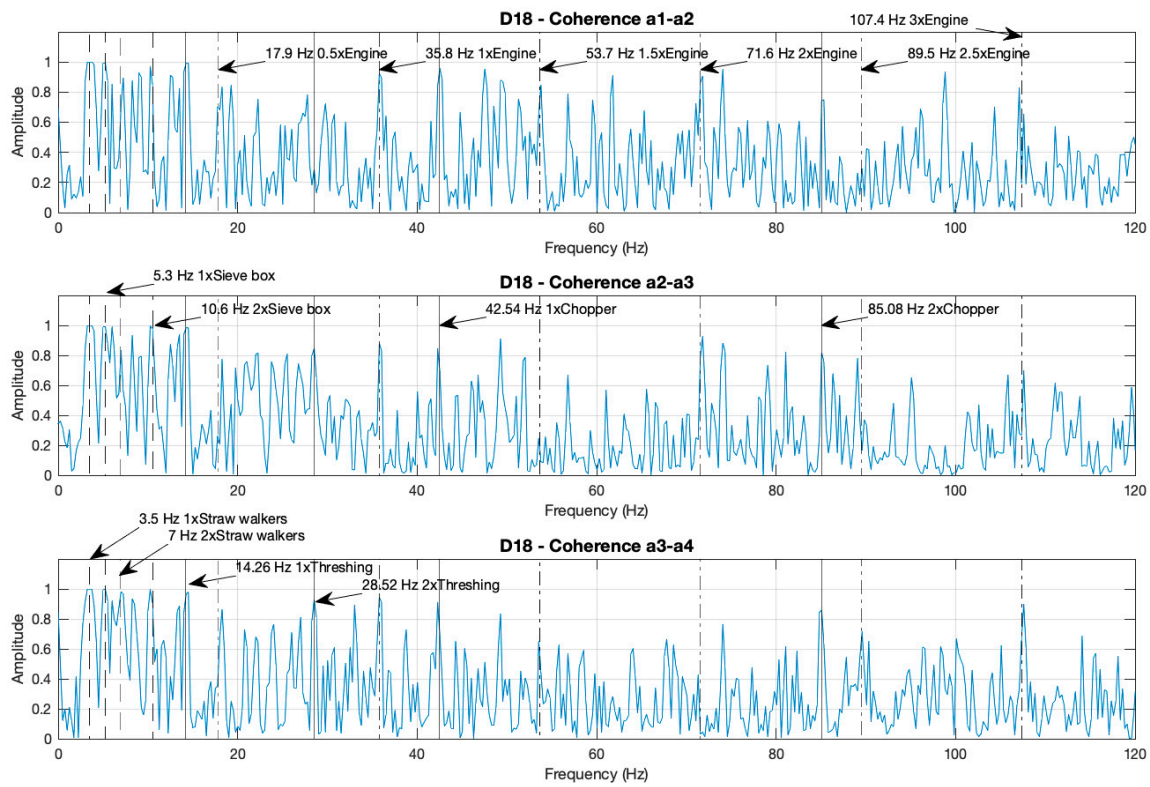 D18 - Coherence a1-a2
107.4 Hz 3xEngine
17.9 Hz 0.5xEngine
35.8 Hz 1xEngine
53.7 Hz 1.5xEngine
71.6 Hz 2xEngine
89.5 Hz 2.5xEngine
1
0.8
0.6
0.4
0.2
0
Amplitude
0 20 40 60 80 100 120
Frequency (Hz)
5.3 Hz 1xSieve box
D18 - Coherence a2-a3
10.6 Hz 2xSieve box
42.54 Hz 1xChopper
85.08 Hz 2xChopper
1
0.8
0.6
0.4
0.2
0
Amplitude
0 20 40 60 80 100 120
Frequency (Hz)
3.5 Hz 1xStraw walkers
7 Hz 2xStraw walkers
D18 - Coherence a3-a4
14.26 Hz 1xThreshing
28.52 Hz 2xThreshing
1
0.8
0.6
0.4
0.2
0
Amplitude
0 20 40 60 80 100 120
Frequency (Hz)